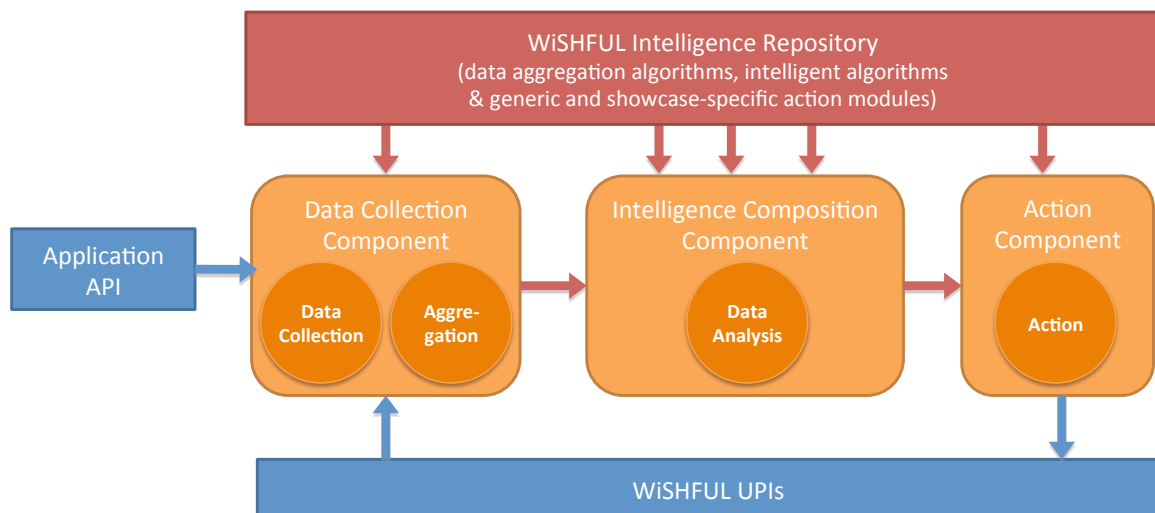 WiSHFUL Intelligence Repository
(data aggregation algorithms, intelligent algorithms
& generic and showcase-specific action modules)
Data Collection
Component
Intelligence Composition
Component
Action
Component
Application
API
Data
Collection
Aggre-
gation
Data
Analysis
Action
WiSHFUL UPIs